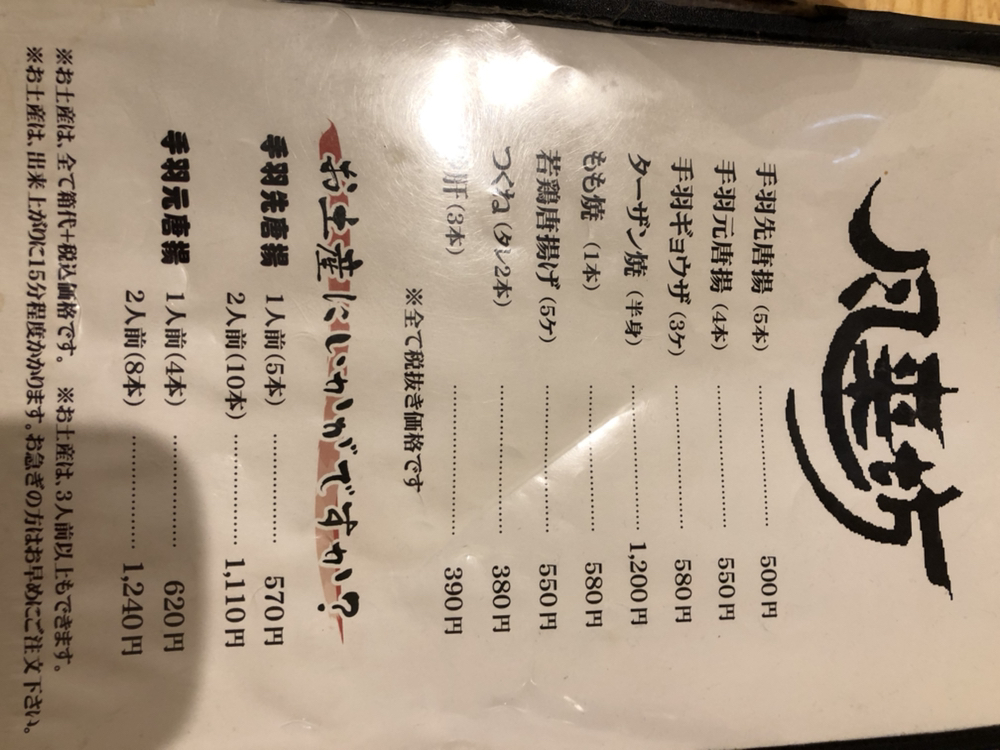 風華坊
手羽先唐揚(5本) 500円
手羽元唐揚(4本) 550円
手羽ギョウザ(3ケ) 580円
ターザン焼(半身) 1,200円
もも焼(1本) 580円
若鶏唐揚げ(5ケ) 550円
つくね(タレ2本) 380円
肝(3本) 390円
※全て税抜き価格です
お土産にいかがですか?
手羽先唐揚 1人前(5本) 570円
2人前(10本) 1,110円
手羽元唐揚 1人前(4本) 620円
2人前(8本) 1,240円
※お土産は、全て箱代+税込価格です。 ※お土産は、3人前以上もできます。
※お土産は、出来上がりに15分程度かかります。お急ぎの方はお早めにご注文下さい。